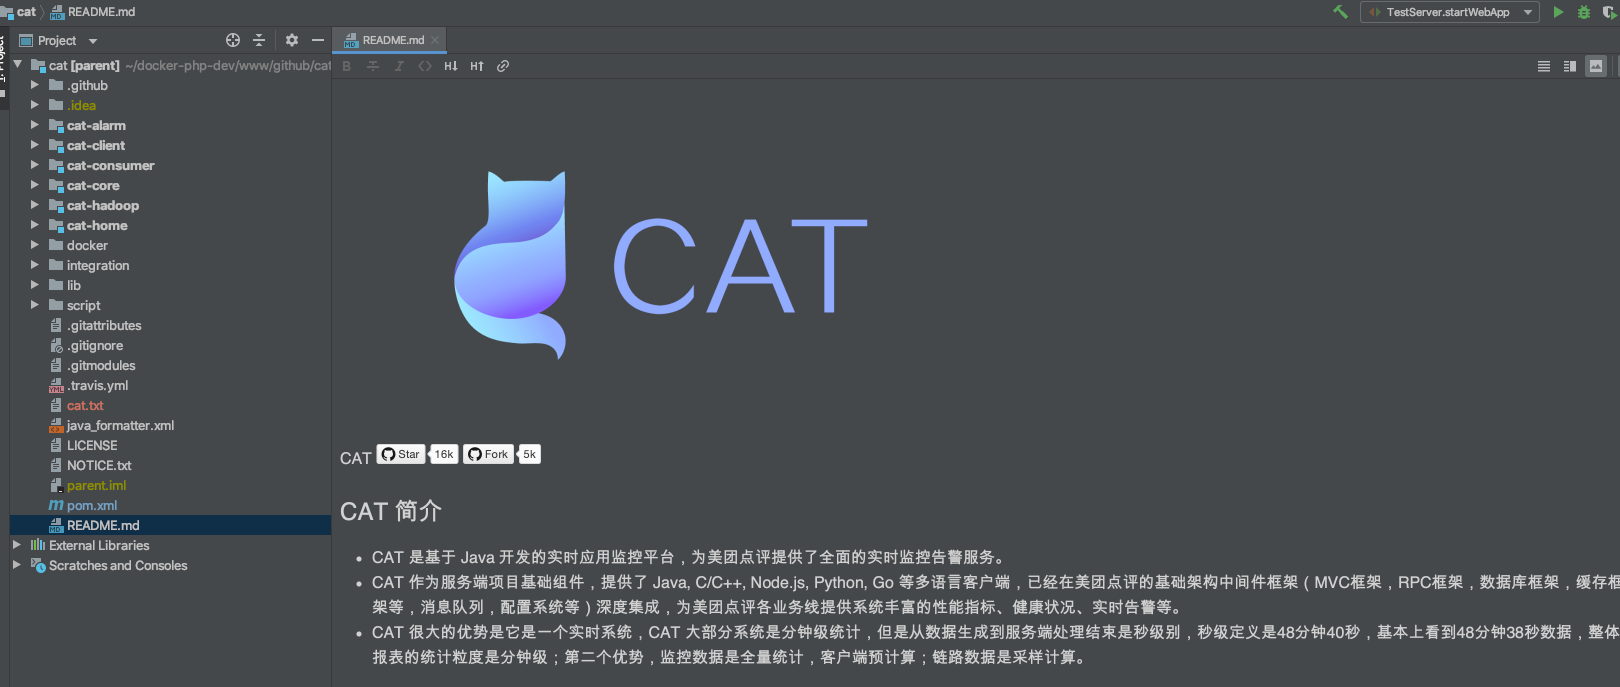 cat
README.md
TestServer.startWebApp
Project
README.md
cat [parent] ~/docker-php-dev/www/github/cat
.github
.idea
cat-alarm
cat-client
cat-consumer
cat-core
cat-hadoop
cat-home
docker
integration
lib
script
.gitattributes
.gitignore
.gitmodules
.travis.yml
cat.txt
java_formatter.xml
LICENSE
NOTICE.txt
parent.iml
pom.xml
README.md
External Libraries
Scratches and Consoles
B
I
H↓
H↑
CAT
CAT Star 16k Fork 5k
CAT 简介
• CAT 是基于 Java 开发的实时应用监控平台，为美团点评提供了全面的实时监控告警服务。
• CAT 作为服务端项目基础组件，提供了 Java, C/C++, Node.js, Python, Go 等多语言客户端，已经在美团点评的基础架构中间件框架（MVC框架，RPC框架，数据库框架，缓存框
架等，消息队列，配置系统等）深度集成，为美团点评各业务线提供系统丰富的性能指标、健康状况、实时告警等。
• CAT 很大的优势是它是一个实时系统，CAT 大部分系统是分钟级统计，但是从数据生成到服务端处理结束是秒级别，秒级定义是48分钟40秒，基本上看到48分钟38秒数据，整体
报表的统计粒度是分钟级；第二个优势，监控数据是全量统计，客户端预计算；链路数据是采样计算。